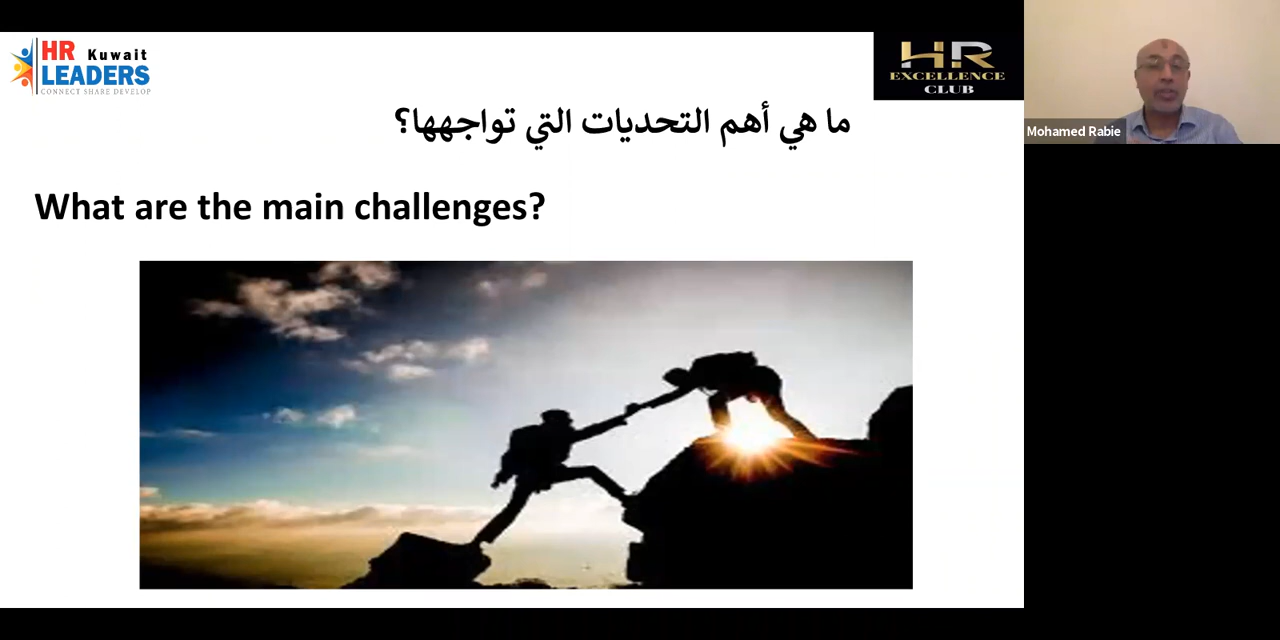 HR Kuwait
LEADERS
CONNECT SHARE DEVELOP
HR
EXCELLENCE
CLUB
ما هي أهم التحديات التي تواجهها؟
What are the main challenges?
Mohamed Rabie